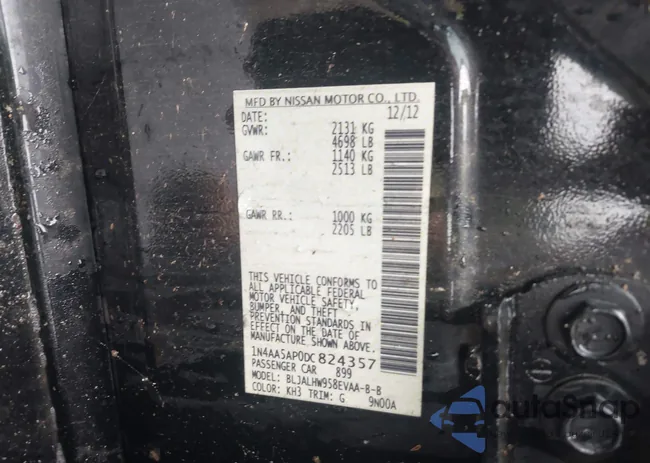 MFD BY NISSAN MOTOR CO., LTD.
DATE: 12/12
GVWR: 2131 KG
4698 LB
GAWR FR.: 1140 KG
2513 LB
GAWR RR.: 1000 KG
2205 LB
THIS VEHICLE CONFORMS TO
ALL APPLICABLE FEDERAL
MOTOR VEHICLE SAFETY,
BUMPER, AND THEFT
PREVENTION STANDARDS IN
EFFECT ON THE DATE OF
MANUFACTURE SHOWN ABOVE.
1N4AA5AP0DC824357
PASSENGER CAR 899
MODEL: BLJALHW958EVAA-B-B
COLOR: KH3 TRIM: G 9N00A
autoSnap